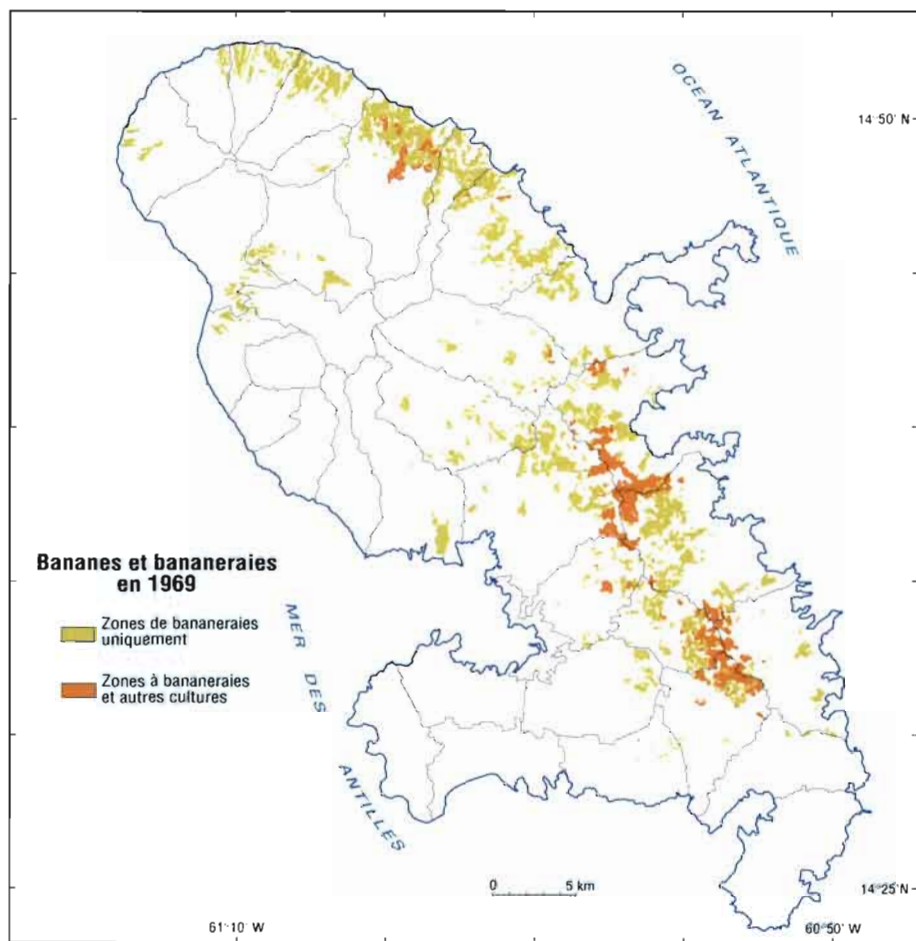 OCEAN ATLANTIQUE
14°50' N
Bananes et bananeraies
en 1969
Zones de bananeraies
uniquement
Zones à bananeraies
et autres cultures
MER DES ANTILLES
0 5 km
14°25' N
61°10' W
60°50' W